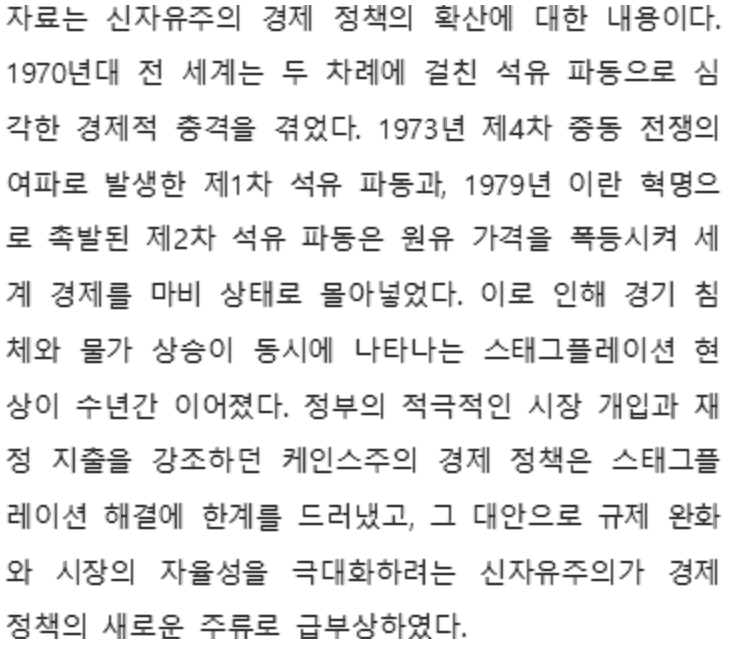 자료는 신자유주의 경제 정책의 확산에 대한 내용이다.
1970년대 전 세계는 두 차례에 걸친 석유 파동으로 심
각한 경제적 충격을 겪었다. 1973년 제4차 중동 전쟁의
여파로 발생한 제1차 석유 파동과, 1979년 이란 혁명으
로 촉발된 제2차 석유 파동은 원유 가격을 폭등시켜 세
계 경제를 마비 상태로 몰아넣었다. 이로 인해 경기 침
체와 물가 상승이 동시에 나타나는 스태그플레이션 현
상이 수년간 이어졌다. 정부의 적극적인 시장 개입과 재
정 지출을 강조하던 케인스주의 경제 정책은 스태그플
레이션 해결에 한계를 드러냈고, 그 대안으로 규제 완화
와 시장의 자율성을 극대화하려는 신자유주의가 경제
정책의 새로운 주류로 급부상하였다.